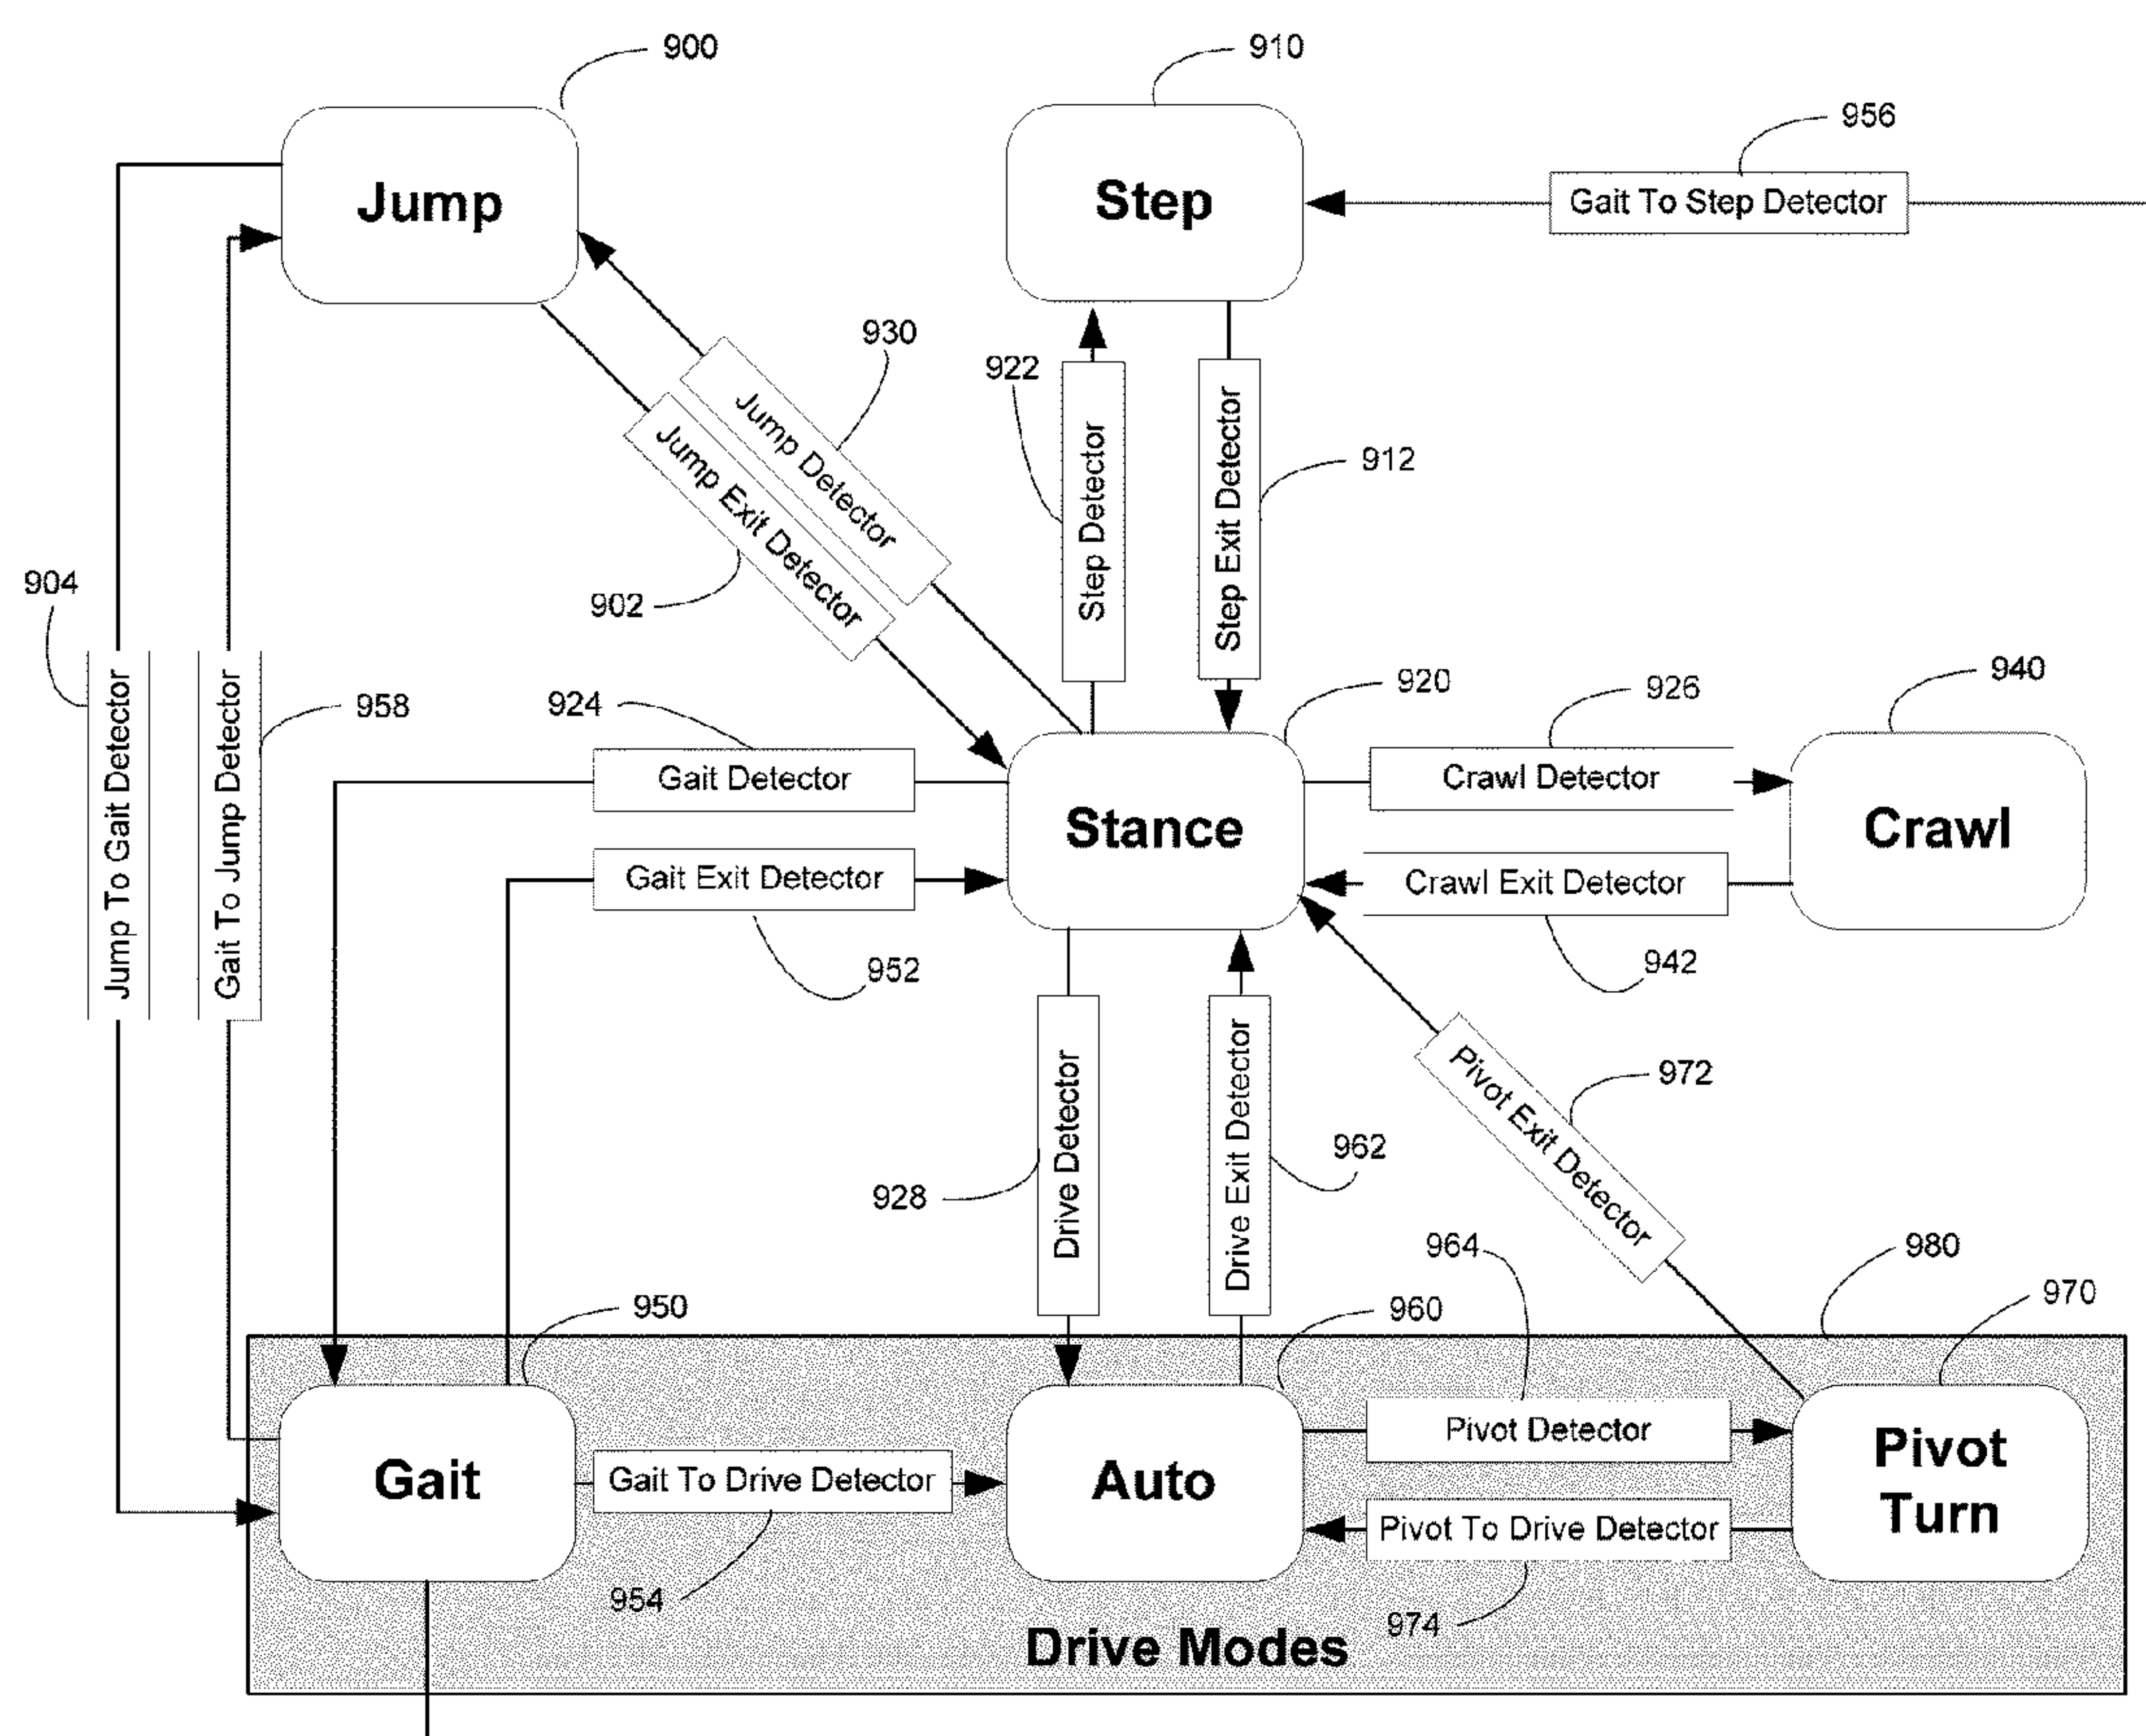 900
910
956
Jump
Step
Gait To Step Detector
930
922
Jump Detector
Jump Exit Detector
Step Detector
Step Exit Detector
912
902
904
958
Jump To Gait Detector
Gait To Jump Detector
924
920
926
940
Gait Detector
Crawl Detector
Stance
Crawl
Gait Exit Detector
Crawl Exit Detector
952
942
972
Drive Detector
Drive Exit Detector
Pivot Exit Detector
962
928
964
980
950
960
970
Gait
Gait To Drive Detector
Auto
Pivot Detector
Pivot
Turn
Pivot To Drive Detector
954
974
Drive Modes